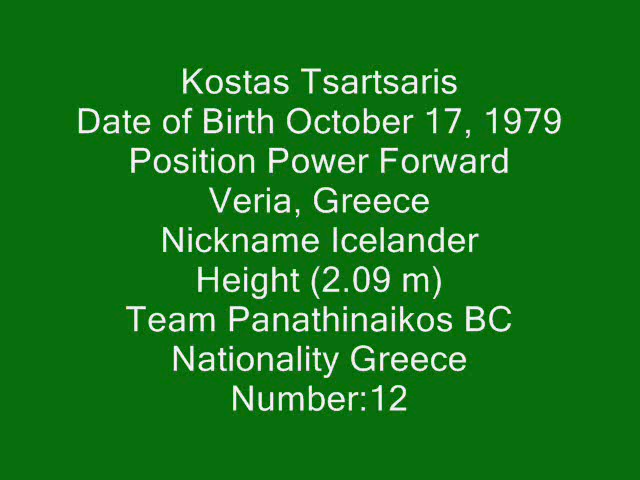 Kostas Tsartsaris
Date of Birth October 17, 1979
Position Power Forward
Veria, Greece
Nickname Icelander
Height (2.09 m)
Team Panathinaikos BC
Nationality Greece
Number:12